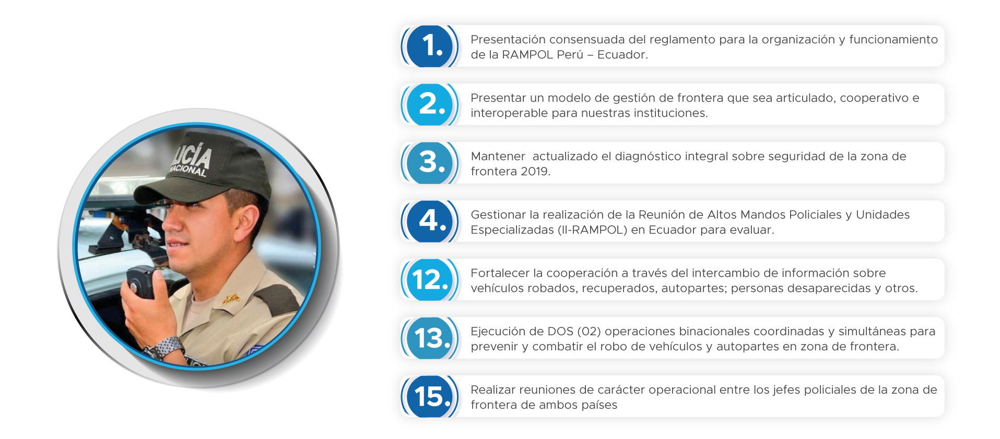 LICÍA
NACIONAL
1.
Presentación consensuada del reglamento para la organización y funcionamiento
de la RAMPOL Perú – Ecuador.
2.
Presentar un modelo de gestión de frontera que sea articulado, cooperativo e
interoperable para nuestras instituciones.
3.
Mantener  actualizado el diagnóstico integral sobre seguridad de la zona de
frontera 2019.
4.
Gestionar la realización de la Reunión de Altos Mandos Policiales y Unidades
Especializadas (II-RAMPOL) en Ecuador para evaluar.
12.
Fortalecer la cooperación a través del intercambio de información sobre
vehículos robados, recuperados, autopartes; personas desaparecidas y otros.
13.
Ejecución de DOS (02) operaciones binacionales coordinadas y simultáneas para
prevenir y combatir el robo de vehículos y autopartes en zona de frontera.
15.
Realizar reuniones de carácter operacional entre los jefes policiales de la zona de
frontera de ambos países